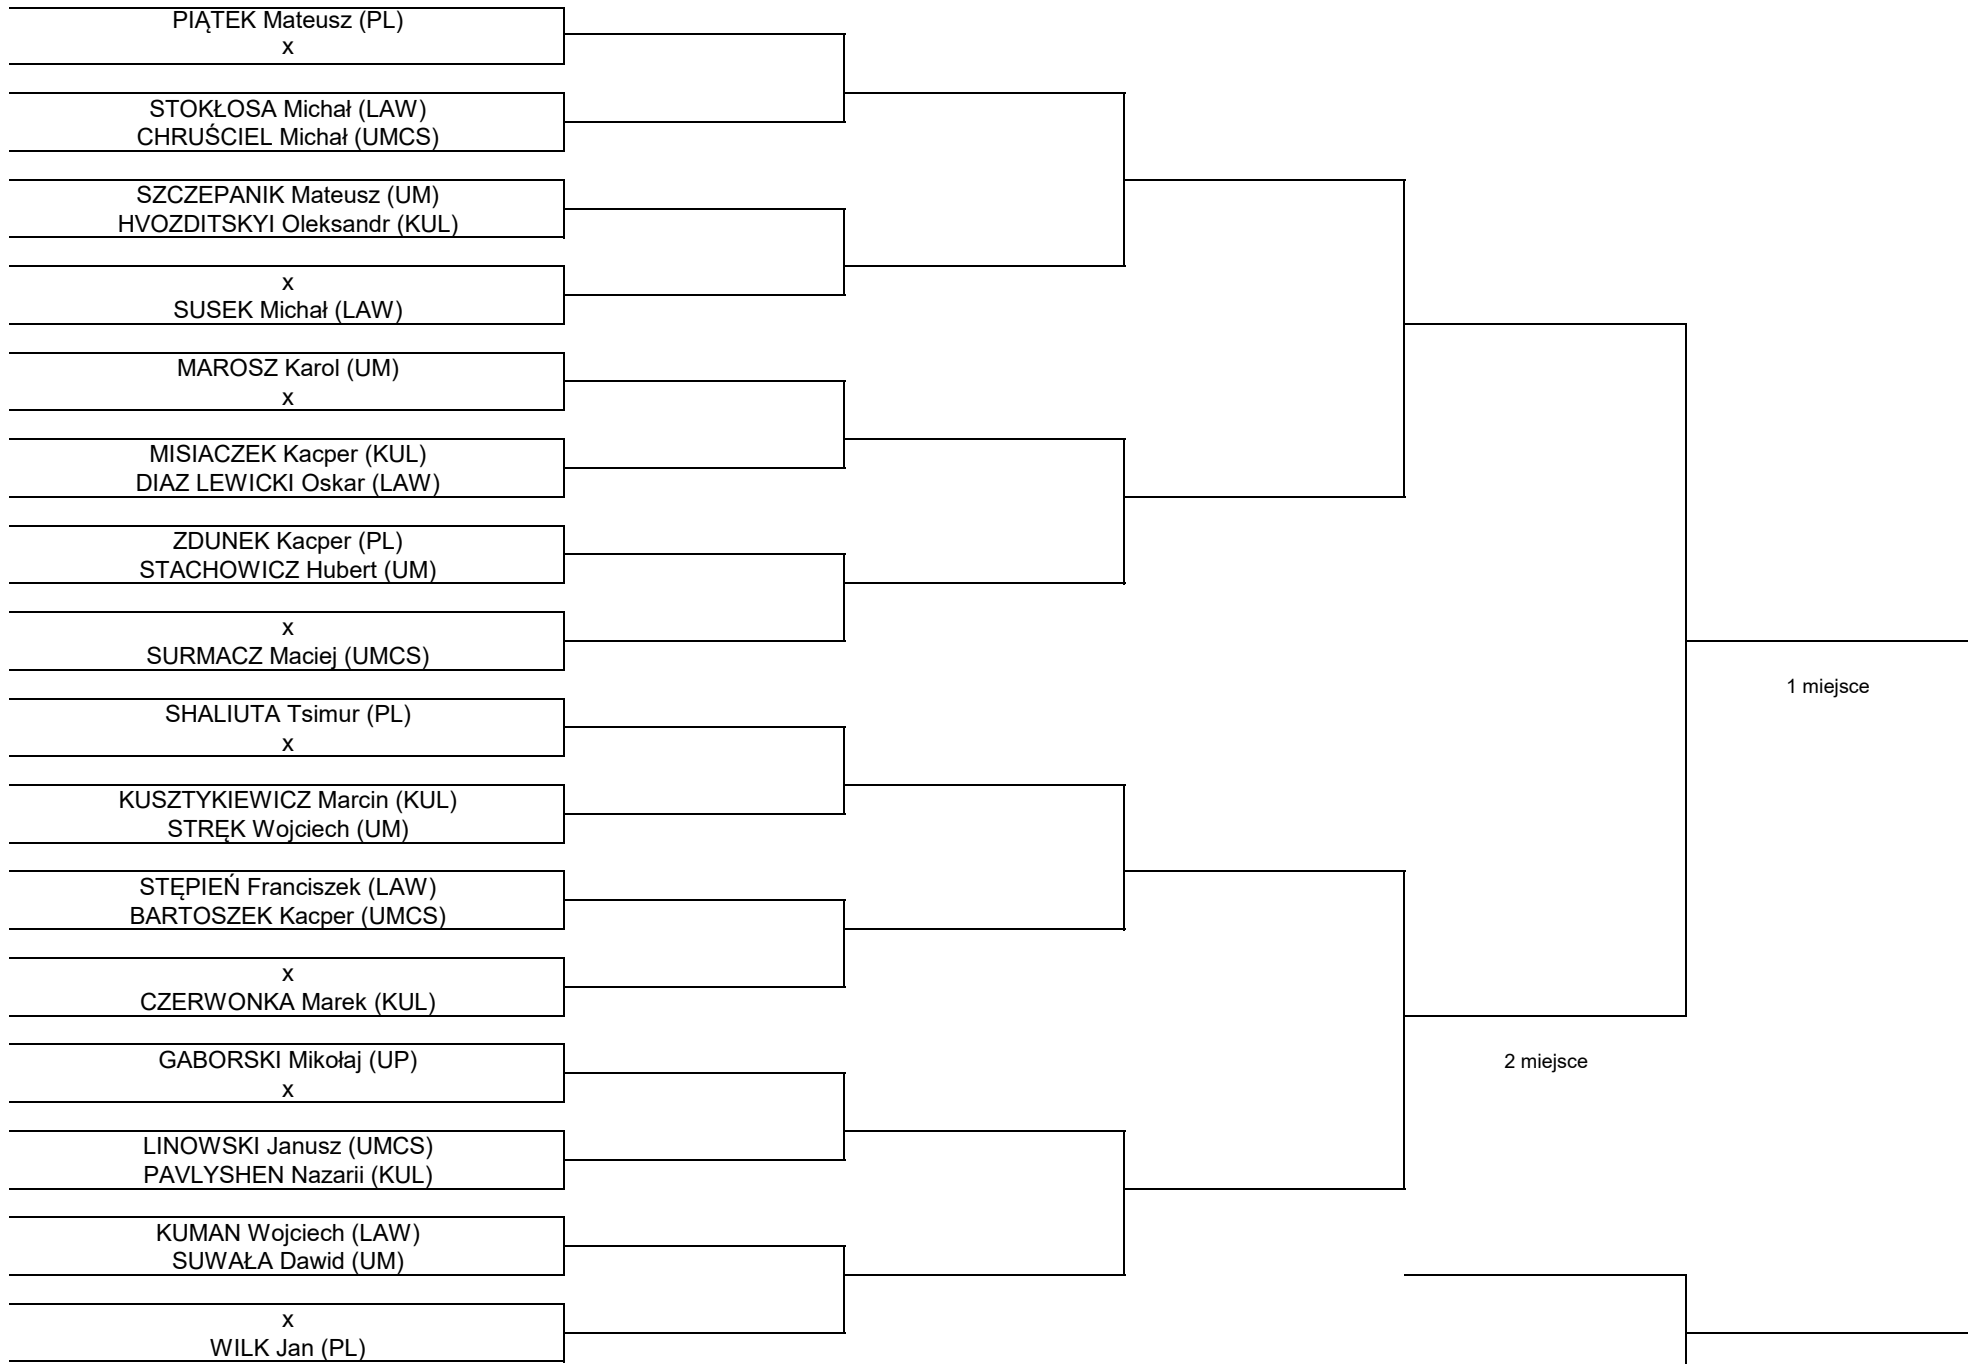 PIĄTEK Mateusz (PL)
x
STOKŁOSA Michał (LAW)
CHRUŚCIEL Michał (UMCS)
SZCZEPANIK Mateusz (UM)
HVOZDITSKYI Oleksandr (KUL)
x
SUSEK Michał (LAW)
MAROSZ Karol (UM)
x
MISIACZEK Kacper (KUL)
DIAZ LEWICKI Oskar (LAW)
ZDUNEK Kacper (PL)
STACHOWICZ Hubert (UM)
x
SURMACZ Maciej (UMCS)
1 miejsce
SHALIUTA Tsimur (PL)
x
KUSZTYKIEWICZ Marcin (KUL)
STRĘK Wojciech (UM)
STĘPIEŃ Franciszek (LAW)
BARTOSZEK Kacper (UMCS)
x
CZERWONKA Marek (KUL)
GABORSKI Mikołaj (UP)
2 miejsce
x
LINOWSKI Janusz (UMCS)
PAVLYSHEN Nazarii (KUL)
KUMAN Wojciech (LAW)
SUWAŁA Dawid (UM)
x
WILK Jan (PL)